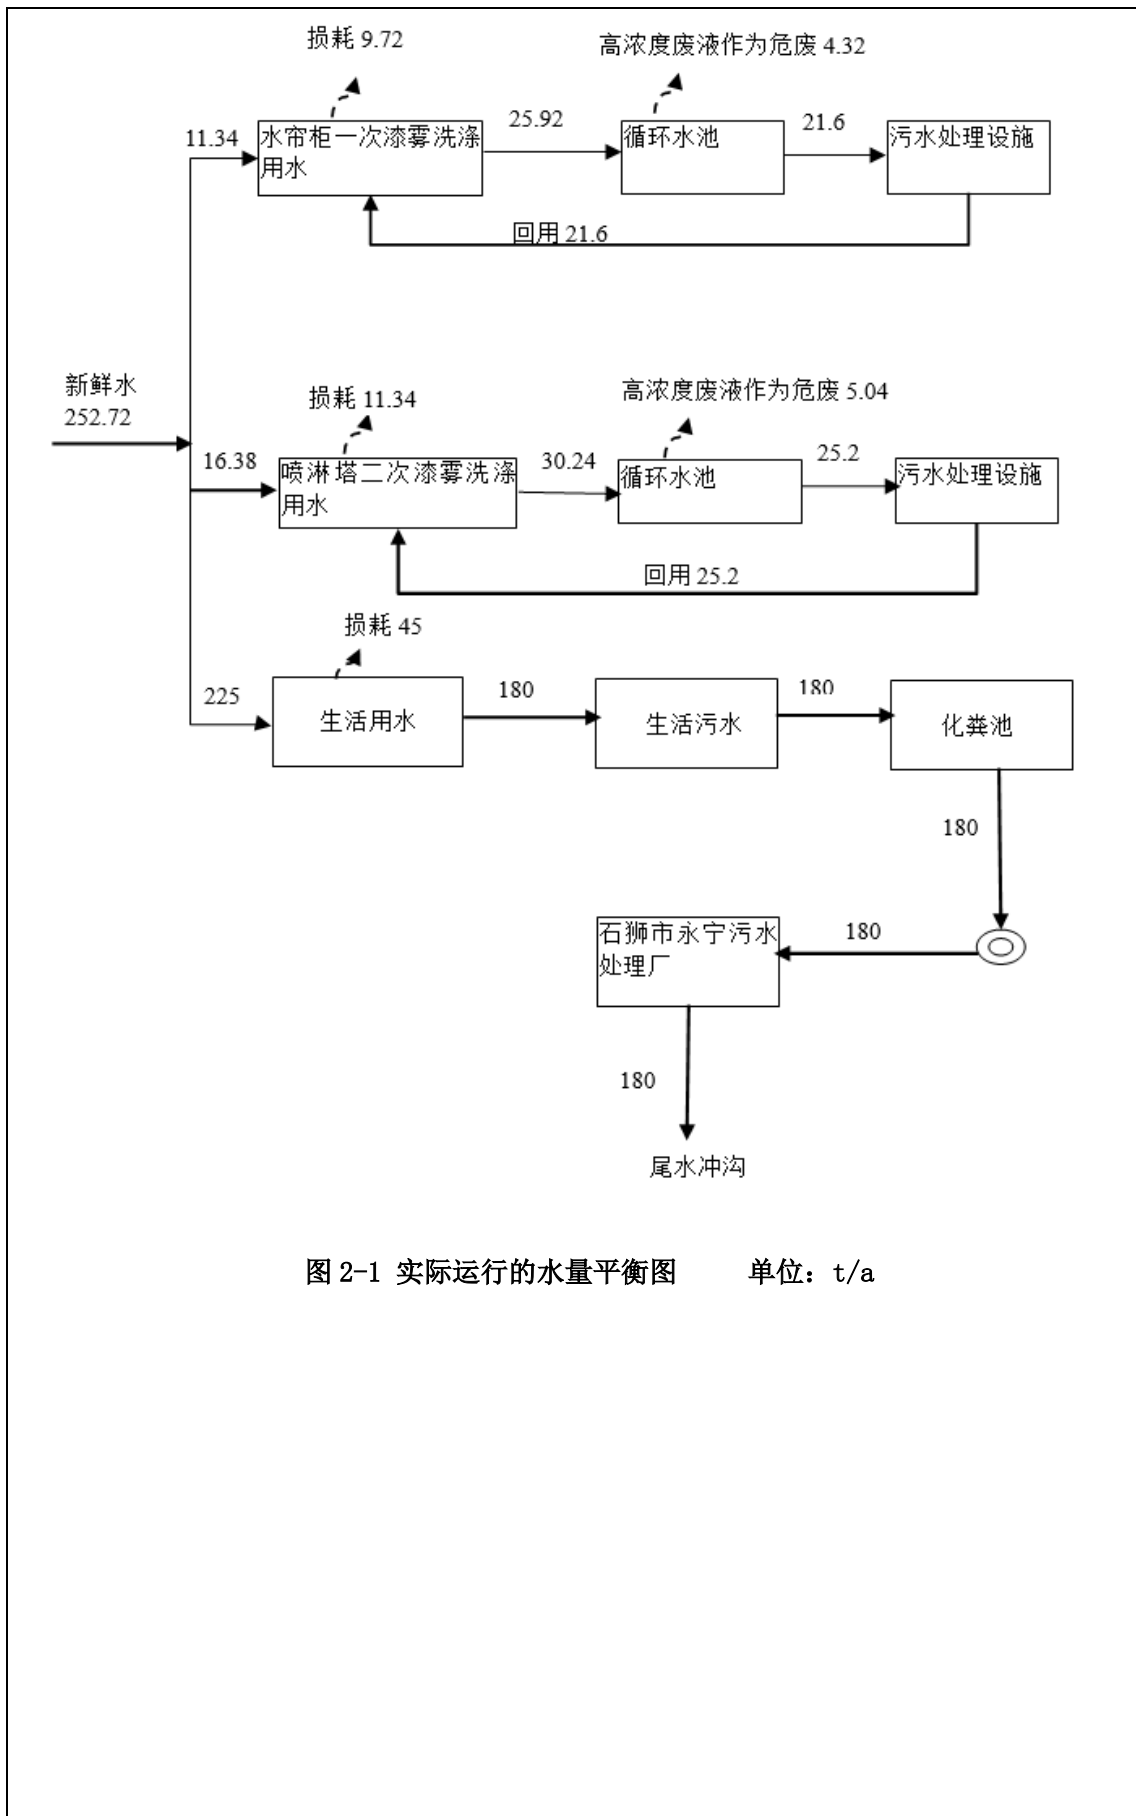 损耗 9.72
高浓度废液作为危废 4.32
11.34
水帘柜一次漆雾洗涤
用水
25.92
循环水池
21.6
污水处理设施
回用 21.6
新鲜水
252.72
损耗 11.34
高浓度废液作为危废 5.04
16.38
喷淋塔二次漆雾洗涤
用水
30.24
循环水池
25.2
污水处理设施
回用 25.2
损耗 45
225
生活用水
180
生活污水
180
化粪池
180
石狮市永宁污水
处理厂
180
180
尾水冲沟
图 2-1 实际运行的水量平衡图 单位：t/a